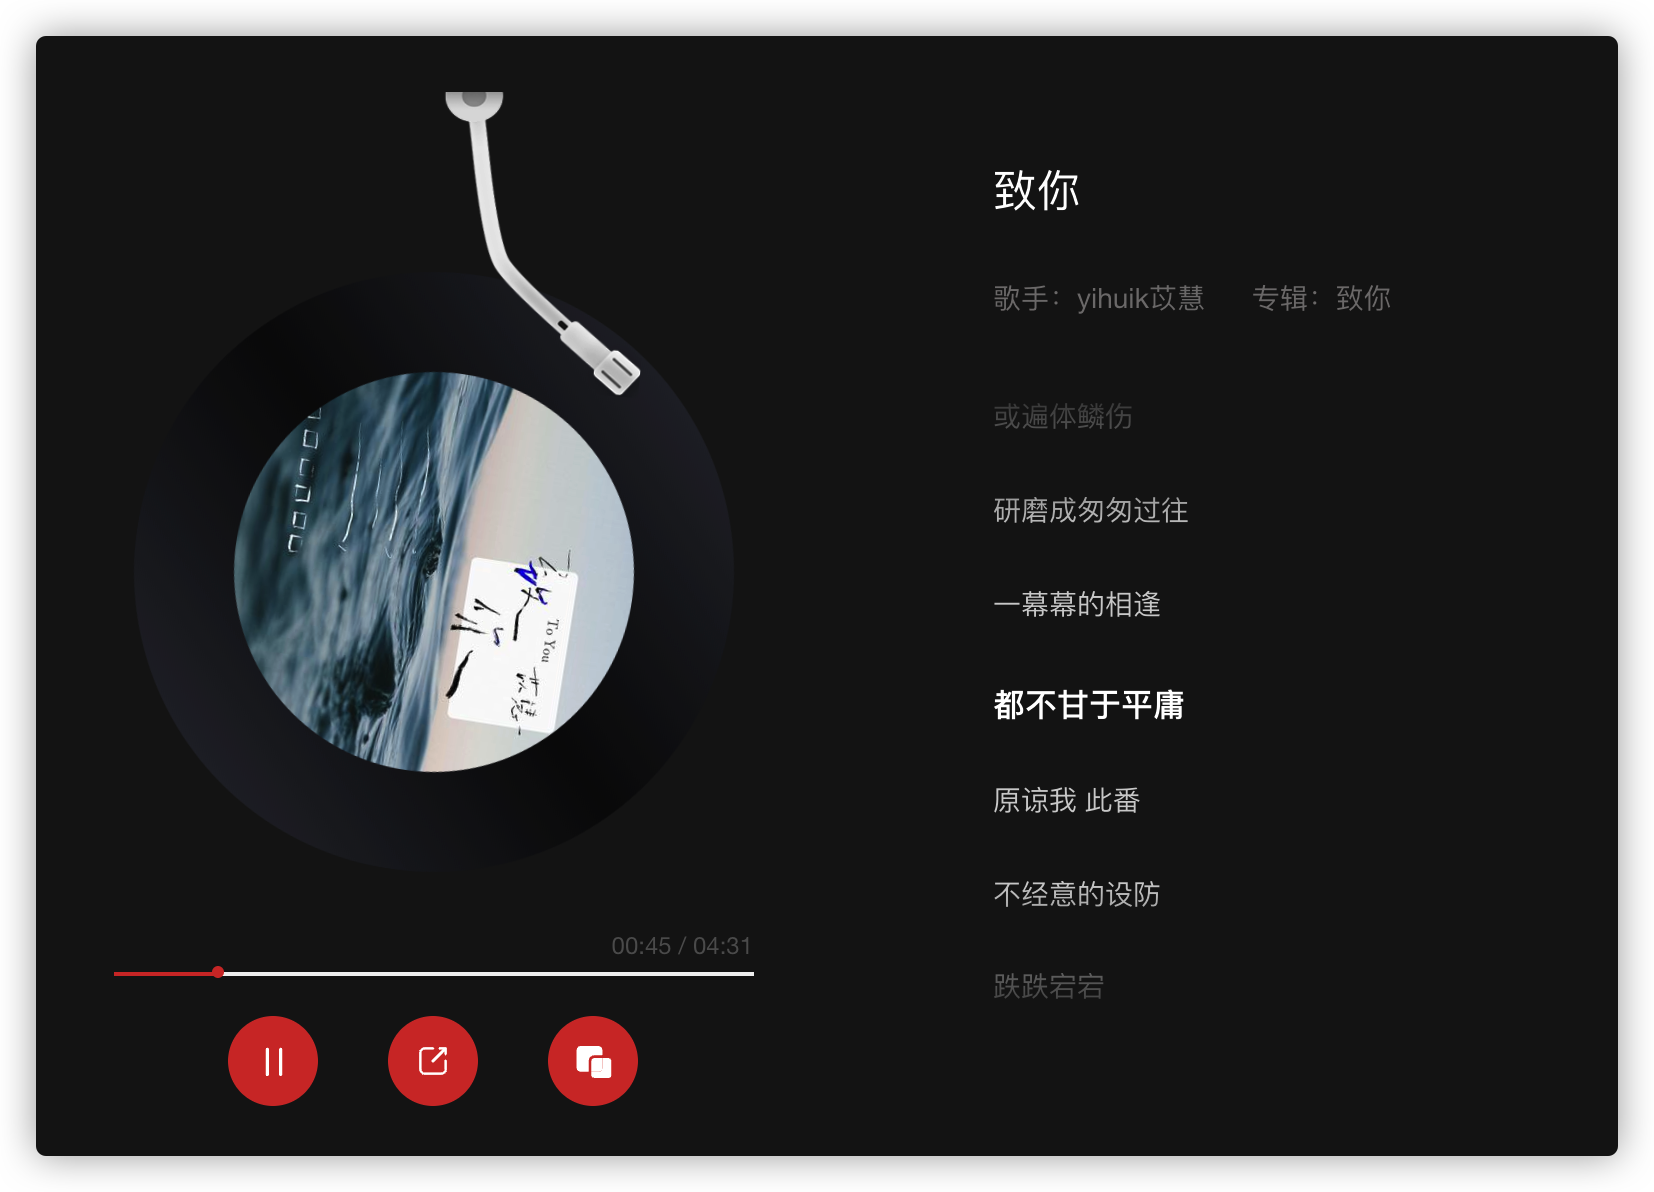 致你
歌手：yihuik苡慧 专辑：致你
或遍体鳞伤
研磨成匆匆过往
一幕幕的相逢
都不甘于平庸
原谅我 此番
不经意的设防
跌跌宕宕
To You
苡慧
00:45 / 04:31